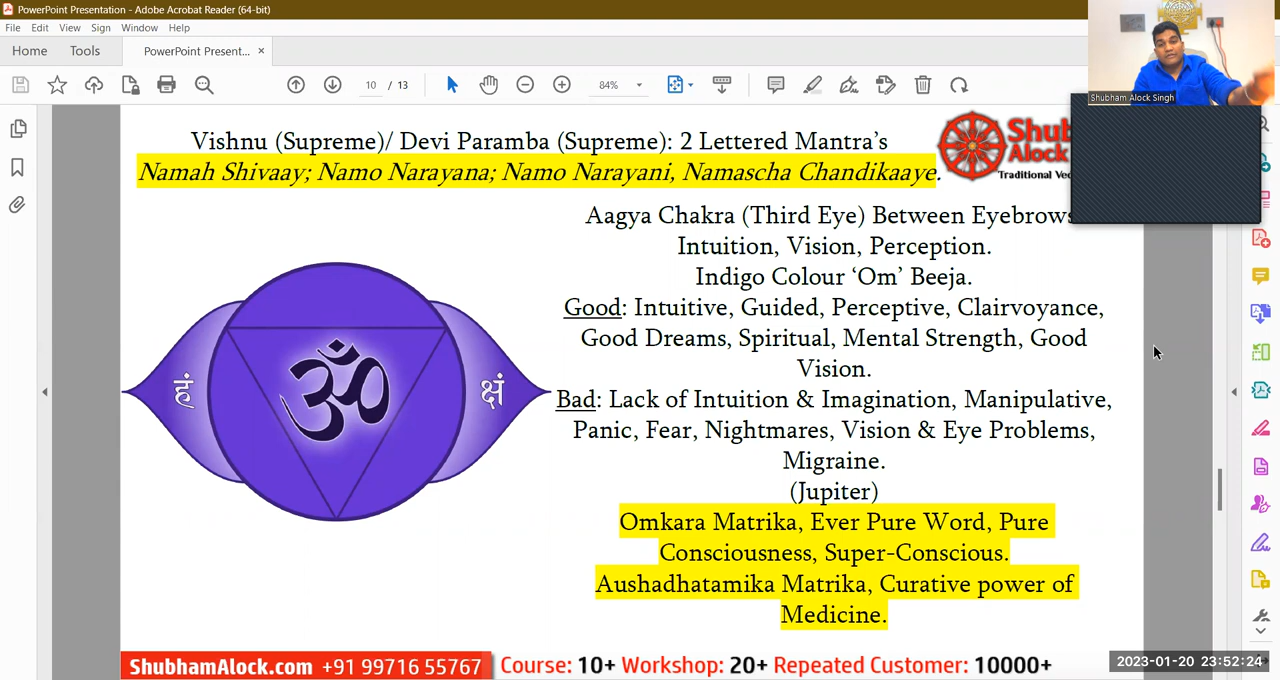 PowerPoint Presentation - Adobe Acrobat Reader (64-bit)
File Edit View Sign Window Help
Home Tools PowerPoint Present... ×
10 / 13 84%
Shubham Alock Singh
Vishnu (Supreme)/ Devi Paramba (Supreme): 2 Lettered Mantra's
Namah Shivaay; Namo Narayana; Namo Narayani, Namascha Chandikaaye.
Shub
Alock
Traditional Ved
Aagya Chakra (Third Eye) Between Eyebrows
Intuition, Vision, Perception.
Indigo Colour ‘Om’ Beeja.
Good: Intuitive, Guided, Perceptive, Clairvoyance,
Good Dreams, Spiritual, Mental Strength, Good
Vision.
Bad: Lack of Intuition & Imagination, Manipulative,
Panic, Fear, Nightmares, Vision & Eye Problems,
Migraine.
(Jupiter)
Omkara Matrika, Ever Pure Word, Pure
Consciousness, Super-Conscious.
Aushadhatamika Matrika, Curative power of
Medicine.
हं ॐ क्षं
ShubhamAlock.com +91 99716 55767 Course: 10+ Workshop: 20+ Repeated Customer: 10000+
2023-01-20 23:52:24